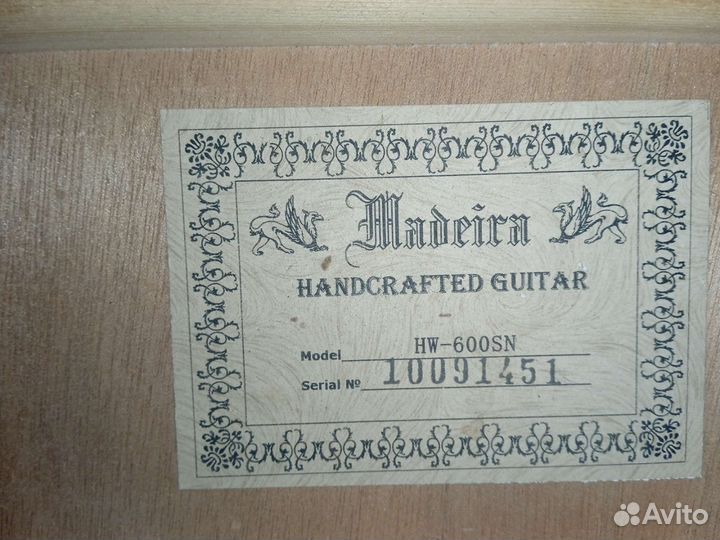 Madeira
HANDCRAFTED GUITAR
Model HW-600SN
Serial № 10091451
Avito